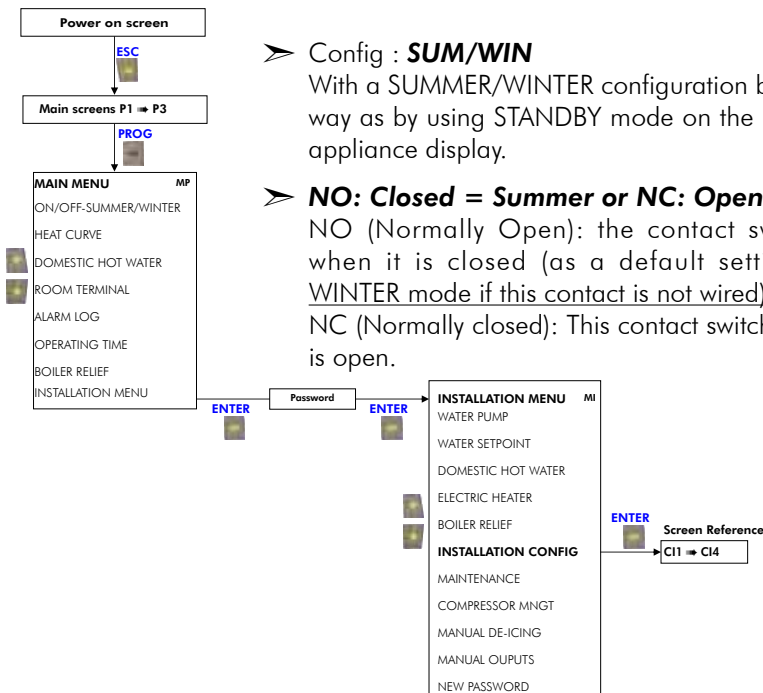 Power on screen
ESC
Main screens P1 ➠ P3
PROG
MAIN MENU MP
ON/OFF-SUMMER/WINTER
HEAT CURVE
DOMESTIC HOT WATER
ROOM TERMINAL
ALARM LOG
OPERATING TIME
BOILER RELIEF
INSTALLATION MENU
➢ Config : SUM/WIN
With a SUMMER/WINTER configuration b
way as by using STANDBY mode on the
appliance display.
➢ NO: Closed = Summer or NC: Open
NO (Normally Open): the contact sw
when it is closed (as a default sett
WINTER mode if this contact is not wired)
NC (Normally closed): This contact switch
is open.
ENTER
Password
ENTER
INSTALLATION MENU MI
WATER PUMP
WATER SETPOINT
DOMESTIC HOT WATER
ELECTRIC HEATER
BOILER RELIEF
INSTALLATION CONFIG
MAINTENANCE
COMPRESSOR MNGT
MANUAL DE-ICING
MANUAL OUPUTS
NEW PASSWORD
ENTER
Screen Reference
CI1 ➠ CI4